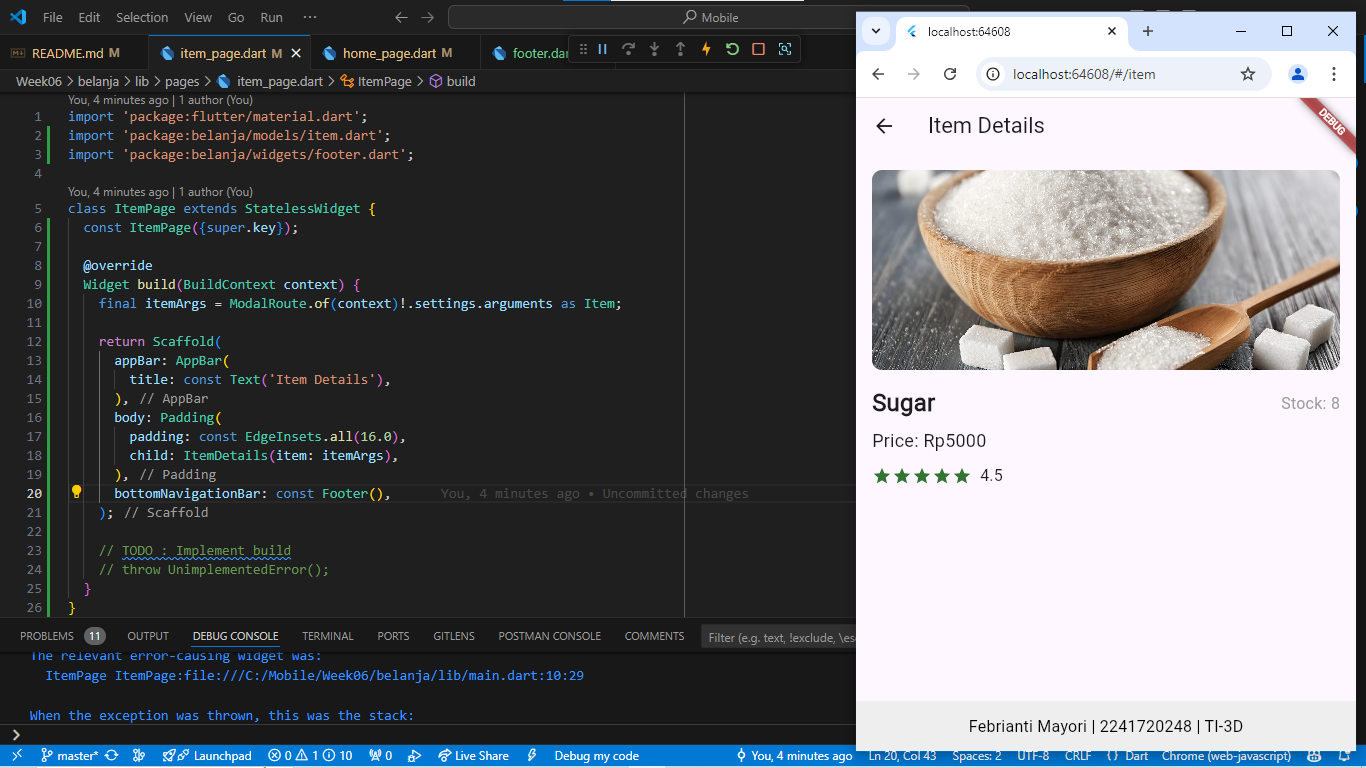 File Edit Selection View Go Run ··· Mobile
README.md M item_page.dart M home_page.dart M footer.dar
Week06 > belanja > lib > pages > item_page.dart > ItemPage > build
You, 4 minutes ago | 1 author (You)
1 import 'package:flutter/material.dart';
2 import 'package:belanja/models/item.dart';
3 import 'package:belanja/widgets/footer.dart';
4
You, 4 minutes ago | 1 author (You)
5 class ItemPage extends StatelessWidget {
6 const ItemPage({super.key});
7
8 @override
9 Widget build(BuildContext context) {
10 final itemArgs = ModalRoute.of(context)!.settings.arguments as Item;
11
12 return Scaffold(
13 appBar: AppBar(
14 title: const Text('Item Details'),
15 ), // AppBar
16 body: Padding(
17 padding: const EdgeInsets.all(16.0),
18 child: ItemDetails(item: itemArgs),
19 ), // Padding
20 bottomNavigationBar: const Footer(), You, 4 minutes ago • Uncommitted changes
21 ); // Scaffold
22
23 // TODO : Implement build
24 // throw UnimplementedError();
25 }
26 }
PROBLEMS 11 OUTPUT DEBUG CONSOLE TERMINAL PORTS GITLENS POSTMAN CONSOLE COMMENTS Filter (e.g. text, !exclude, \esc
The relevant error-causing widget was:
ItemPage ItemPage:file:///C:/Mobile/Week06/belanja/lib/main.dart:10:29
When the exception was thrown, this was the stack:
master* Launchpad 0 1 10 0 Live Share Debug my code You, 4 minutes ago Ln 20, Col 43 Spaces: 2 UTF-8 CRLF {} Dart Chrome (web-javascript)
localhost:64608
localhost:64608/#/item
DEBUG
Item Details
Sugar Stock: 8
Price: Rp5000
4.5
Febrianti Mayori | 2241720248 | TI-3D